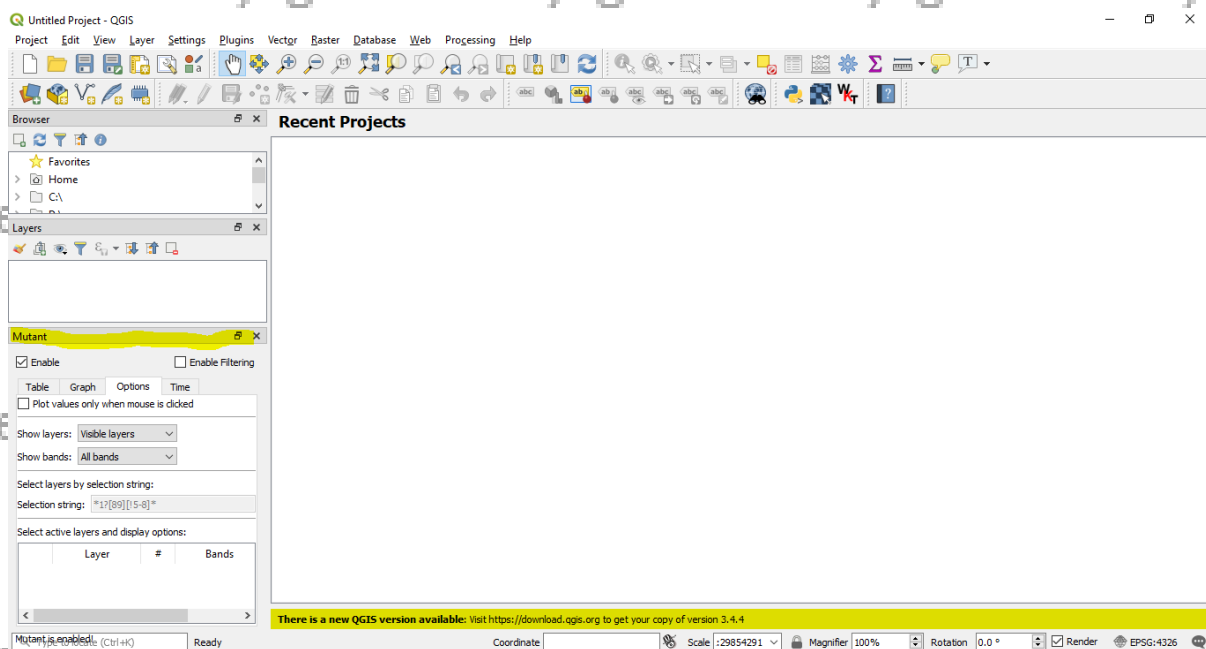 Untitled Project - QGIS
Project Edit View Layer Settings Plugins Vector Raster Database Web Processing Help
Browser
Recent Projects
Favorites
Home
C:\
Layers
Mutant
Enable
Enable Filtering
Table Graph Options Time
Plot values only when mouse is clicked
Show layers: Visible layers
Show bands: All bands
Select layers by selection string:
Selection string: *1?[89][!5-8]*
Select active layers and display options:
Layer # Bands
There is a new QGIS version available: Visit https://download.qgis.org to get your copy of version 3.4.4
Mutant is enabled! (Ctrl+K) Ready Coordinate Scale :29854291 Magnifier 100% Rotation 0.0 ° Render EPSG:4326